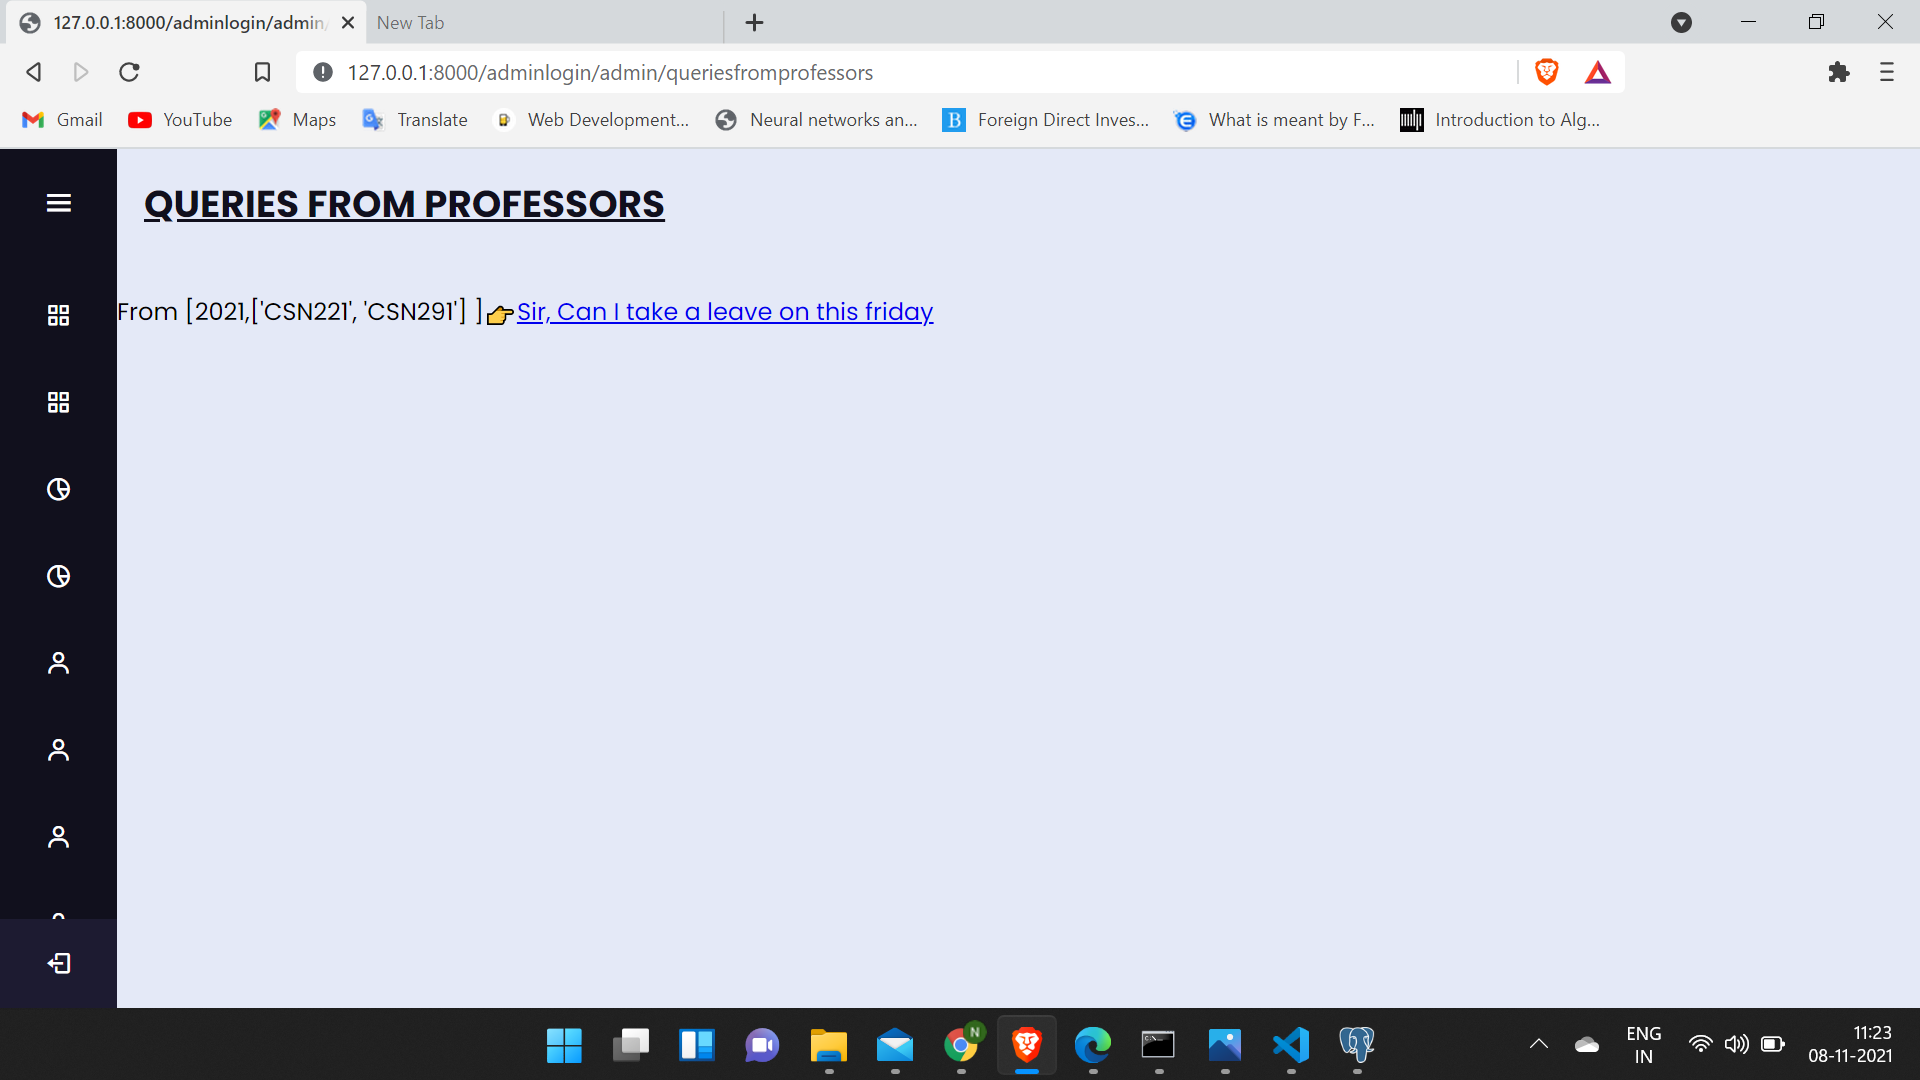 127.0.0.1:8000/adminlogin/admin/
New Tab
127.0.0.1:8000/adminlogin/admin/queriesfromprofessors
Gmail
YouTube
Maps
Translate
Web Development...
Neural networks an...
B
Foreign Direct Inves...
What is meant by F...
Introduction to Alg...
QUERIES FROM PROFESSORS
From [2021,['CSN221', 'CSN291'] ]👉Sir, Can I take a leave on this friday
N
ENG
IN
11:23
08-11-2021